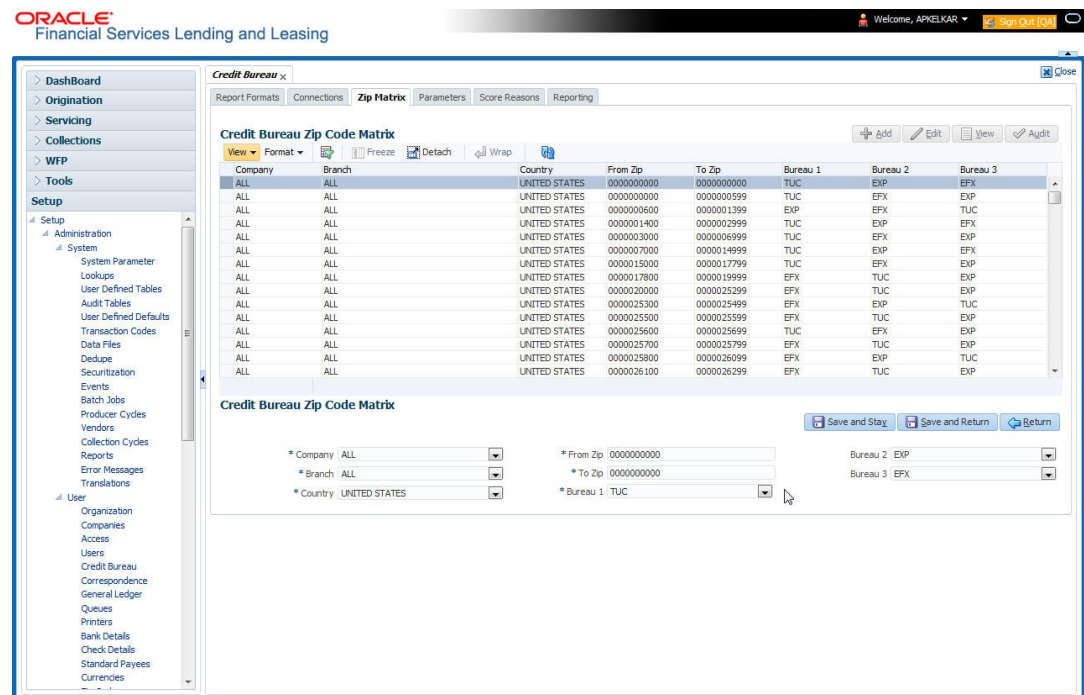 ORACLE
Financial Services Lending and Leasing
Welcome, APKELKAR
Sign Out [QA]
DashBoard
Origination
Servicing
Collections
WFP
Tools
Setup
Setup
Administration
System
System Parameter
Lookups
User Defined Tables
Audit Tables
User Defined Defaults
Transaction Codes
Data Files
Dedupe
Securitization
Events
Batch Jobs
Producer Cycles
Vendors
Collection Cycles
Reports
Error Messages
Translations
User
Organization
Companies
Access
Users
Credit Bureau
Correspondence
General Ledger
Queues
Printers
Bank Details
Check Details
Standard Payees
Currencies
Credit Bureau
Close
Report Formats Connections Zip Matrix Parameters Score Reasons Reporting
Credit Bureau Zip Code Matrix
Add Edit View Audit
View Format Freeze Detach Wrap
Company Branch Country From Zip To Zip Bureau 1 Bureau 2 Bureau 3
ALL ALL UNITED STATES 0000000000 0000000000 TUC EXP EFX
ALL ALL UNITED STATES 0000000000 0000000599 TUC EFX EXP
ALL ALL UNITED STATES 0000000600 0000001399 EXP EFX TUC
ALL ALL UNITED STATES 0000001400 0000002999 TUC EXP EFX
ALL ALL UNITED STATES 0000003000 0000006999 TUC EFX EXP
ALL ALL UNITED STATES 0000007000 0000014999 TUC EXP EFX
ALL ALL UNITED STATES 0000015000 0000017799 TUC EFX EXP
ALL ALL UNITED STATES 0000017800 0000019999 EFX TUC EXP
ALL ALL UNITED STATES 0000020000 0000025299 EFX TUC EXP
ALL ALL UNITED STATES 0000025300 0000025499 EFX EXP TUC
ALL ALL UNITED STATES 0000025500 0000025599 EFX TUC EXP
ALL ALL UNITED STATES 0000025600 0000025699 TUC EFX EXP
ALL ALL UNITED STATES 0000025700 0000025799 EFX TUC EXP
ALL ALL UNITED STATES 0000025800 0000026099 EFX EXP TUC
ALL ALL UNITED STATES 0000026100 0000026299 EFX TUC EXP
Credit Bureau Zip Code Matrix
Save and Stay Save and Return Return
* Company ALL * From Zip 0000000000 Bureau 2 EXP
* Branch ALL * To Zip 0000000000 Bureau 3 EFX
* Country UNITED STATES * Bureau 1 TUC